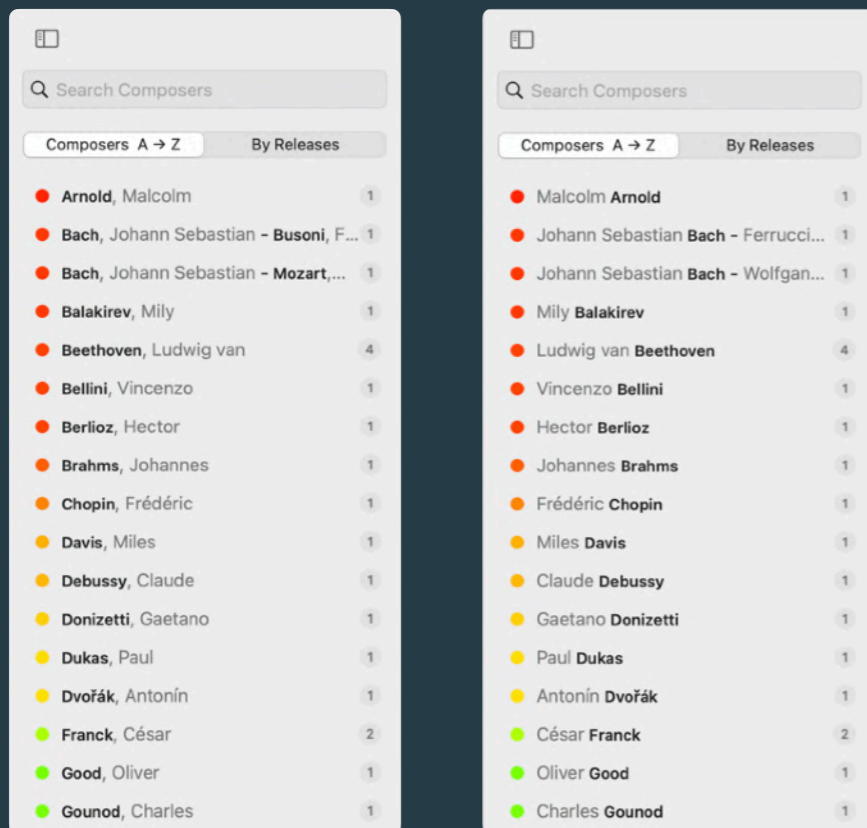 Search Composers
Composers A → Z By Releases
Arnold, Malcolm 1
Bach, Johann Sebastian - Busoni, F... 1
Bach, Johann Sebastian - Mozart,... 1
Balakirev, Mily 1
Beethoven, Ludwig van 4
Bellini, Vincenzo 1
Berlioz, Hector 1
Brahms, Johannes 1
Chopin, Frédéric 1
Davis, Miles 1
Debussy, Claude 1
Donizetti, Gaetano 1
Dukas, Paul 1
Dvořák, Antonín 1
Franck, César 2
Good, Oliver 1
Gounod, Charles 1
Search Composers
Composers A → Z By Releases
Malcolm Arnold 1
Johann Sebastian Bach - Ferrucci... 1
Johann Sebastian Bach - Wolfgan... 1
Mily Balakirev 1
Ludwig van Beethoven 4
Vincenzo Bellini 1
Hector Berlioz 1
Johannes Brahms 1
Frédéric Chopin 1
Miles Davis 1
Claude Debussy 1
Gaetano Donizetti 1
Paul Dukas 1
Antonín Dvořák 1
César Franck 2
Oliver Good 1
Charles Gounod 1